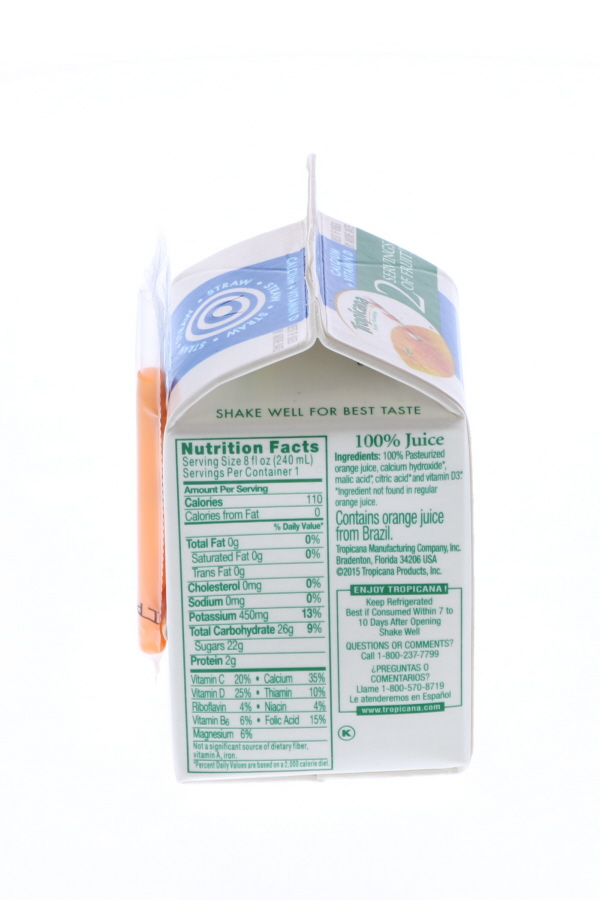 STRAW • STRAW • STRAW
CALCIUM & VITAMIN D
CALCIUM
VITAMIN D
2 SERVINGS
OF FRUIT
Tropicana
SHAKE WELL FOR BEST TASTE
Nutrition Facts
Serving Size 8 fl oz (240 mL)
Servings Per Container 1
Amount Per Serving
Calories 110
Calories from Fat 0
% Daily Value*
Total Fat 0g 0%
Saturated Fat 0g 0%
Trans Fat 0g
Cholesterol 0mg 0%
Sodium 0mg 0%
Potassium 450mg 13%
Total Carbohydrate 26g 9%
Sugars 22g
Protein 2g
Vitamin C 20% • Calcium 35%
Vitamin D 25% • Thiamin 10%
Riboflavin 4% • Niacin 4%
Vitamin B6 6% • Folic Acid 15%
Magnesium 6%
Not a significant source of dietary fiber,
vitamin A, iron.
*Percent Daily Values are based on a 2,000 calorie diet.
100% Juice
Ingredients: 100% Pasteurized
orange juice, calcium hydroxide*,
malic acid*, citric acid* and vitamin D3*
*Ingredient not found in regular
orange juice.
Contains orange juice
from Brazil.
Tropicana Manufacturing Company, Inc.
Bradenton, Florida 34206 USA
©2015 Tropicana Products, Inc.
ENJOY TROPICANA!
Keep Refrigerated
Best if Consumed Within 7 to
10 Days After Opening
Shake Well
QUESTIONS OR COMMENTS?
Call 1-800-237-7799
¿PREGUNTAS O
COMENTARIOS?
Llame 1-800-570-8719
Le atenderemos en Español
www.tropicana.com
K